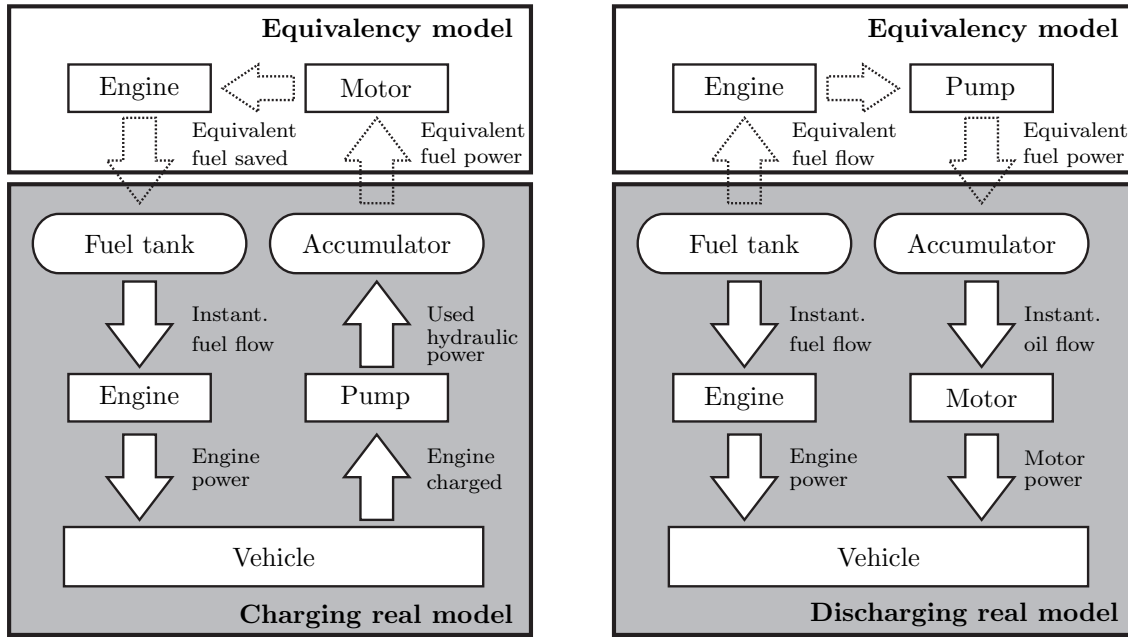 Equivalency model
Engine
Motor
Equivalent
fuel saved
Equivalent
fuel power
Fuel tank
Accumulator
Instant.
fuel flow
Used
hydraulic
power
Engine
Pump
Engine
power
Engine
charged
Vehicle
Charging real model
Equivalency model
Engine
Pump
Equivalent
fuel flow
Equivalent
fuel power
Fuel tank
Accumulator
Instant.
fuel flow
Instant.
oil flow
Engine
Motor
Engine
power
Motor
power
Vehicle
Discharging real model